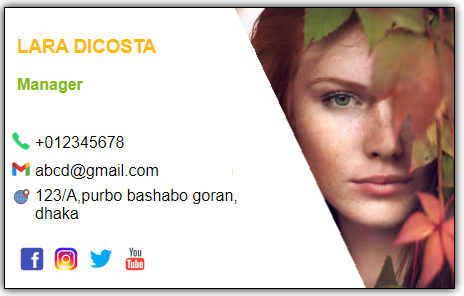 LARA DICOSTA
Manager
+012345678
abcd@gmail.com
123/A,purbo bashabo goran,
dhaka
You
Tube